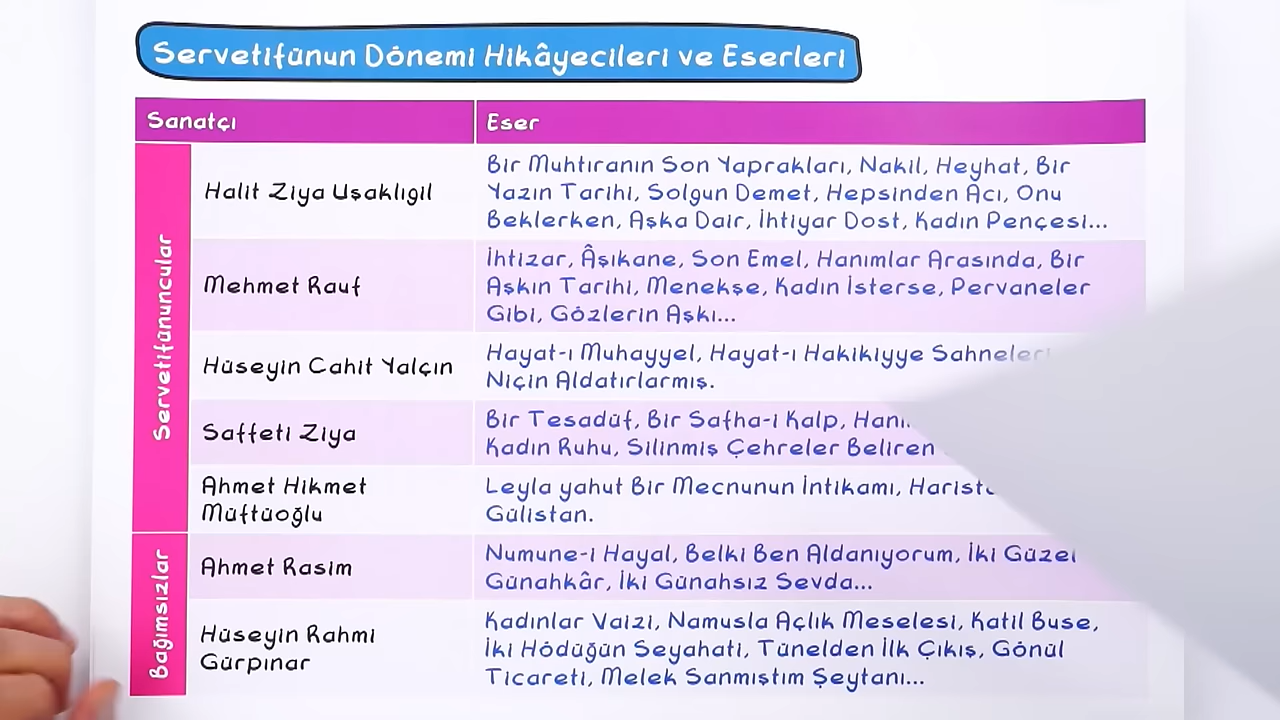 Servetifünun Dönemi Hikâyecileri ve Eserleri
Sanatçı Eser
Servetifünuncular
Halit Ziya Uşaklıgil
Bir Muhtıranın Son Yaprakları, Nakil, Heyhat, Bir
Yazın Tarihi, Solgun Demet, Hepsinden Acı, Onu
Beklerken, Aşka Dair, İhtiyar Dost, Kadın Pençesi...
Mehmet Rauf
İhtizar, Âşıkane, Son Emel, Hanımlar Arasında, Bir
Aşkın Tarihi, Menekşe, Kadın İsterse, Pervaneler
Gibi, Gözlerin Aşkı...
Hüseyin Cahit Yalçın
Hayat-ı Muhayyel, Hayat-ı Hakikiyye Sahneleri
Niçin Aldatırlarmış.
Saffeti Ziya
Bir Tesadüf, Bir Safha-i Kalp,
Kadın Ruhu, Silinmiş Çehreler Beliren
Ahmet Hikmet
Müftüoğlu
Leyla yahut Bir Mecnunun İntikamı,
Gülistan.
Bağımsızlar
Ahmet Rasim
Numune-i Hayal, Belki Ben Aldanıyorum, İki Güzel
Günahkâr, İki Günahsız Sevda...
Hüseyin Rahmi
Gürpınar
Kadınlar Vaizi, Namusla Açlık Meselesi, Katil Buse,
İki Hödüğün Seyahati, Tünelden İlk Çıkış, Gönül
Ticareti, Melek Sanmıştım Şeytanı...